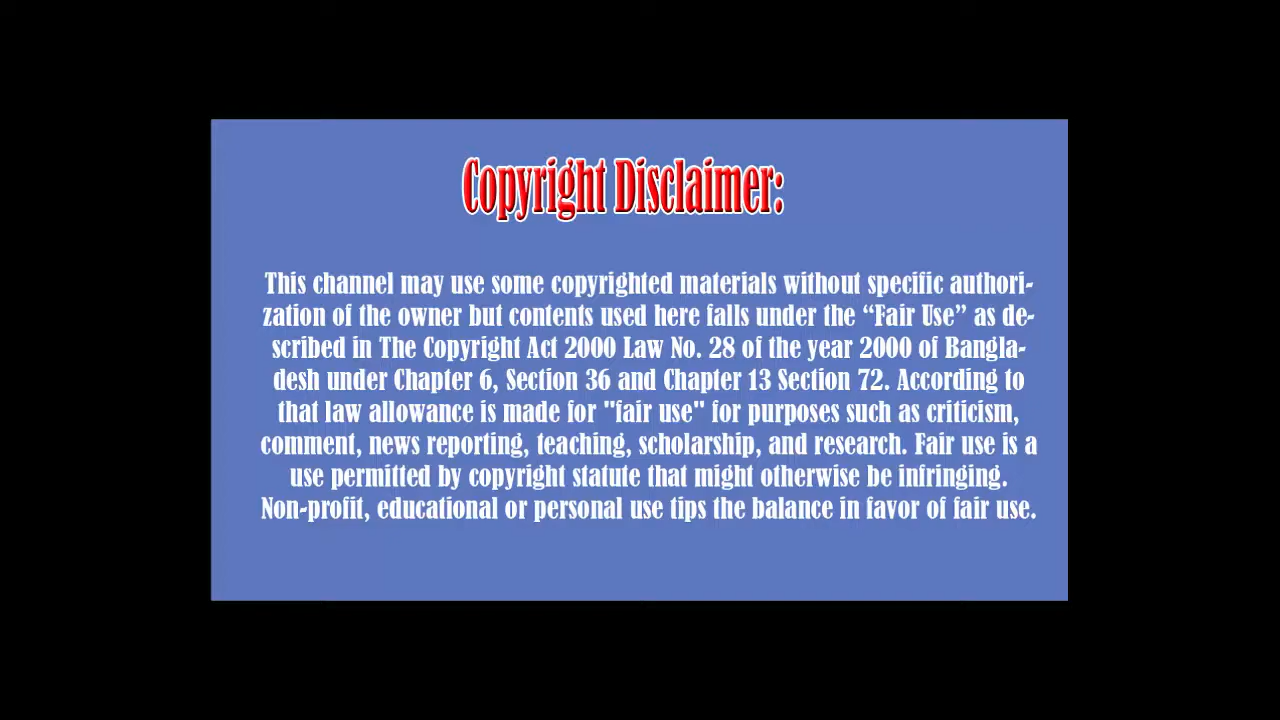 Copyright Disclaimer:
This channel may use some copyrighted materials without specific authori-
zation of the owner but contents used here falls under the “Fair Use” as de-
scribed in The Copyright Act 2000 Law No. 28 of the year 2000 of Bangla-
desh under Chapter 6, Section 36 and Chapter 13 Section 72. According to
that law allowance is made for "fair use" for purposes such as criticism,
comment, news reporting, teaching, scholarship, and research. Fair use is a
use permitted by copyright statute that might otherwise be infringing.
Non-profit, educational or personal use tips the balance in favor of fair use.